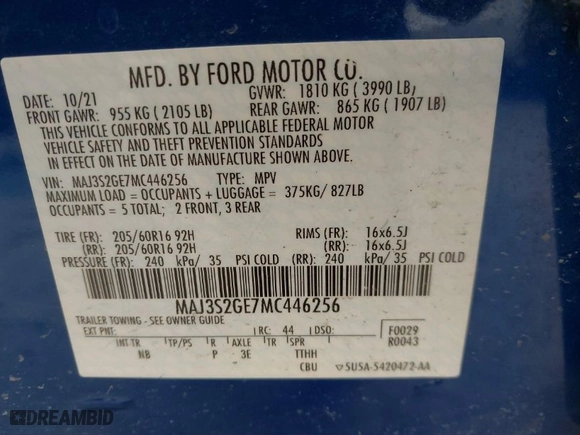 MFD. BY FORD MOTOR CO.
DATE: 10/21 GVWR: 1810 KG ( 3990 LB)
FRONT GAWR: 955 KG ( 2105 LB) REAR GAWR: 865 KG ( 1907 LB)
THIS VEHICLE CONFORMS TO ALL APPLICABLE FEDERAL MOTOR
VEHICLE SAFETY AND THEFT PREVENTION STANDARDS
IN EFFECT ON THE DATE OF MANUFACTURE SHOWN ABOVE.
VIN: MAJ3S2GE7MC446256 TYPE: MPV
MAXIMUM LOAD = OCCUPANTS + LUGGAGE = 375KG/ 827LB
OCCUPANTS = 5 TOTAL; 2 FRONT, 3 REAR
TIRE (FR): 205/60R16 92H RIMS (FR): 16x6.5J
(RR): 205/60R16 92H (RR): 16x6.5J
PRESSURE (FR): 240 kPa/ 35 PSI COLD (RR): 240 kPa/ 35 PSI COLD
MAJ3S2GE7MC446256
TRAILER TOWING - SEE OWNER GUIDE
EXT PNT: RC: 44 DSO: F0029
R0043
INT TR TP/PS R AXLE TR SPR
NB P 3E TTHH
CBU SU5A-5420472-AA
DREAMBID